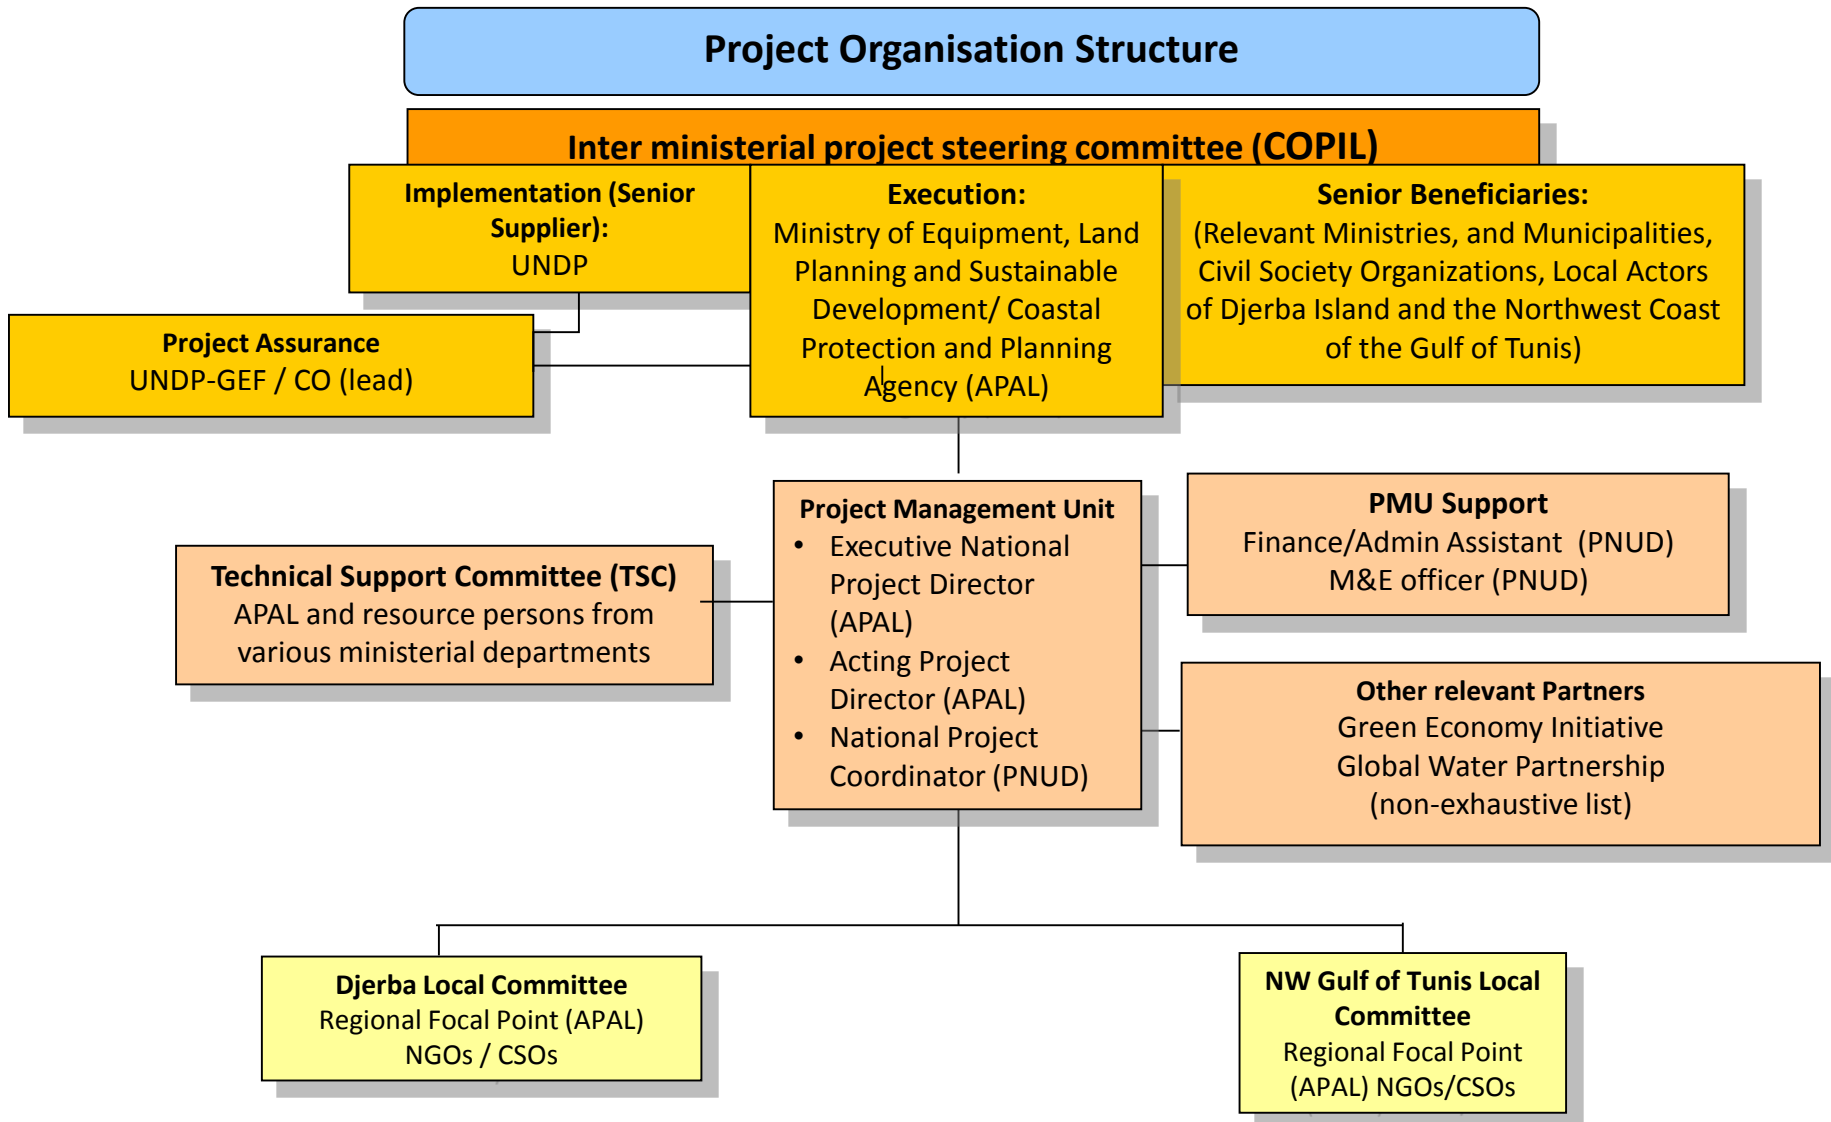 Project Organisation Structure
Inter ministerial project steering committee (COPIL)
Implementation (Senior
Supplier):
UNDP
Execution:
Ministry of Equipment, Land
Planning and Sustainable
Development/ Coastal
Protection and Planning
Agency (APAL)
Senior Beneficiaries:
(Relevant Ministries, and Municipalities,
Civil Society Organizations, Local Actors
of Djerba Island and the Northwest Coast
of the Gulf of Tunis)
Project Assurance
UNDP-GEF / CO (lead)
Project Management Unit
• Executive National
Project Director
(APAL)
• Acting Project
Director (APAL)
• National Project
Coordinator (PNUD)
PMU Support
Finance/Admin Assistant (PNUD)
M&E officer (PNUD)
Technical Support Committee (TSC)
APAL and resource persons from
various ministerial departments
Other relevant Partners
Green Economy Initiative
Global Water Partnership
(non-exhaustive list)
Djerba Local Committee
Regional Focal Point (APAL)
NGOs / CSOs
NW Gulf of Tunis Local
Committee
Regional Focal Point
(APAL) NGOs/CSOs